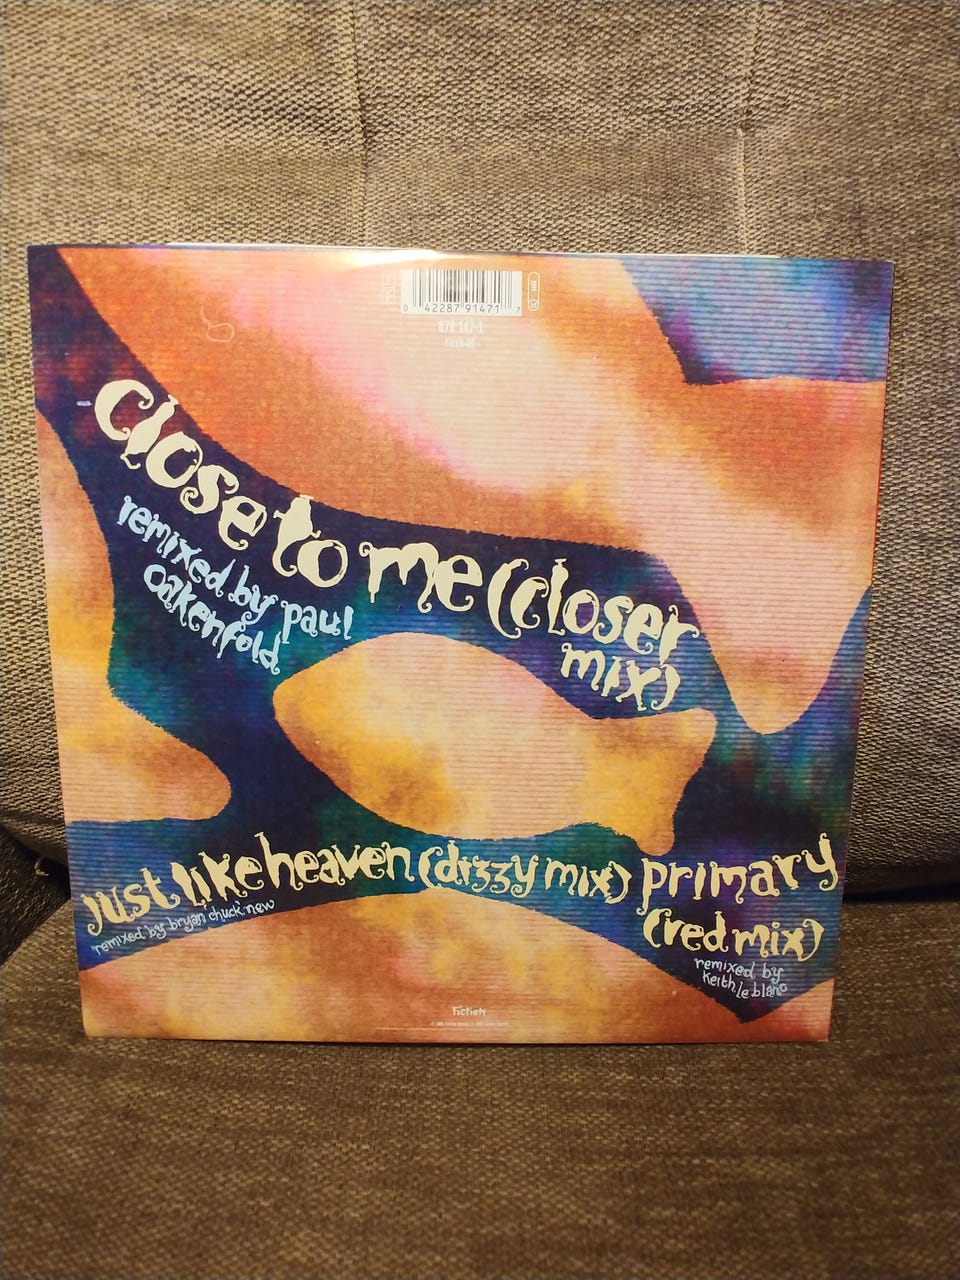 0 42287 91471 7
close to me (closer
mix)
remixed by paul
oakenfold
just like heaven (dizzy mix)
remixed by bryan 'chuck' new
primary
(red mix)
remixed by
keith le blanc
Fiction